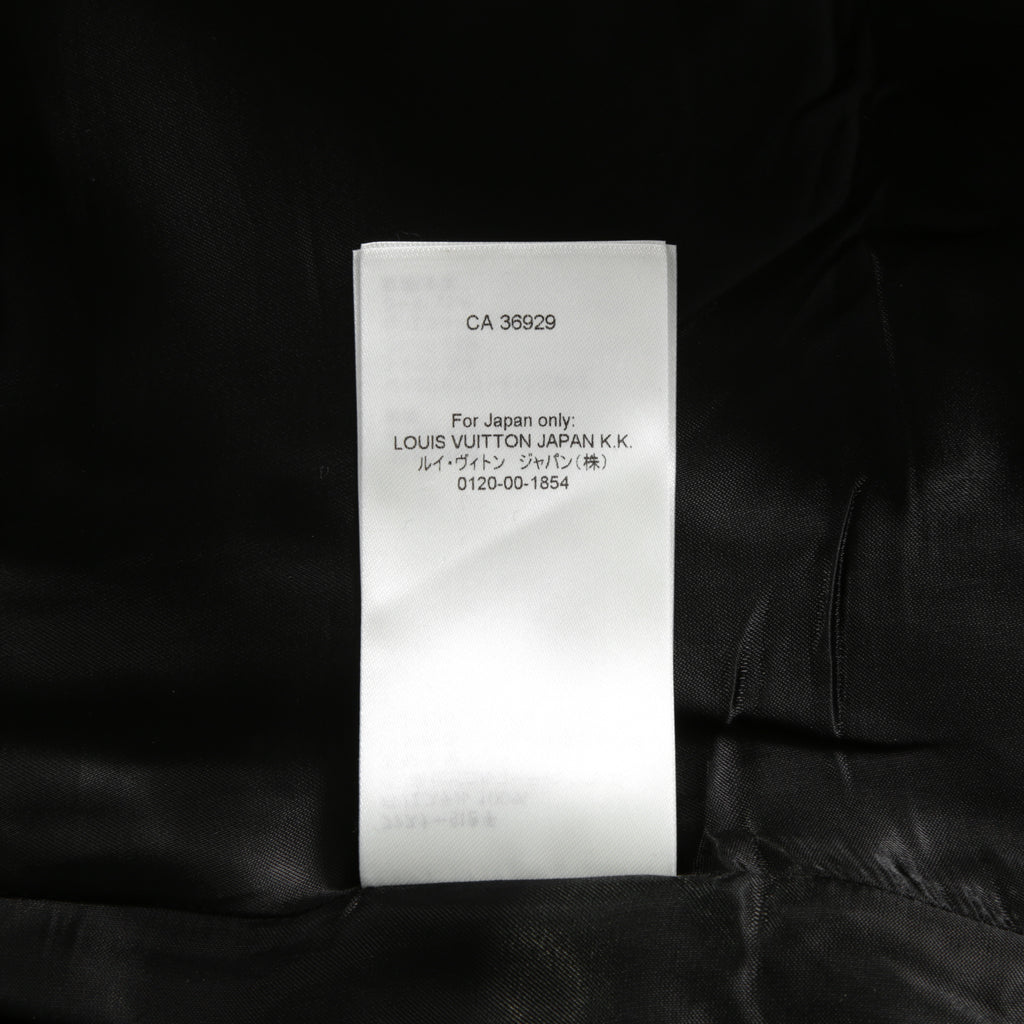 CA 36929
For Japan only:
LOUIS VUITTON JAPAN K.K.
ルイ・ヴィトン ジャパン(株)
0120-00-1854